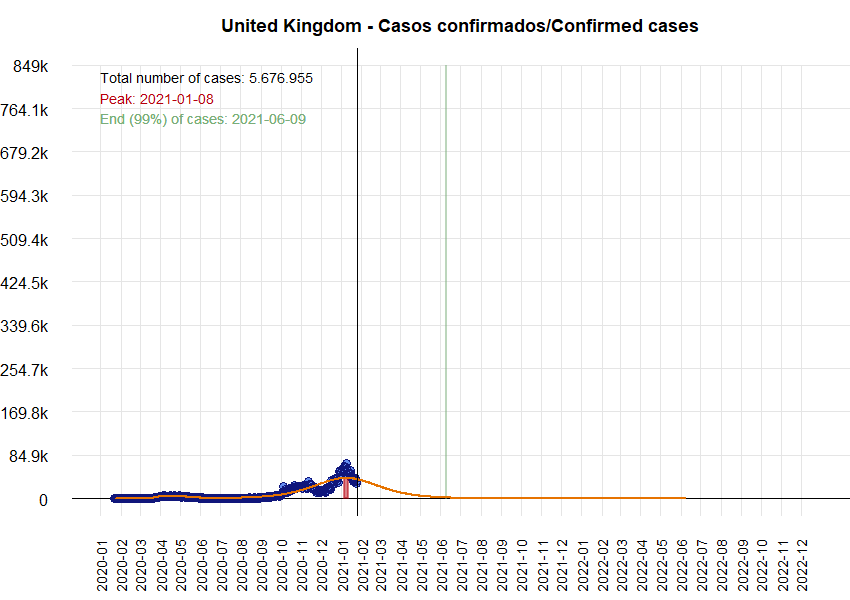 United Kingdom - Casos confirmados/Confirmed cases
849k
Total number of cases: 5.676.955
Peak: 2021-01-08
764.1k
End (99%) of cases: 2021-06-09
679.2k
594.3k
509.4k
424.5k
339.6k
254.7k
169.8k
84.9k
0
2020-01
2020-02
2020-03
2020-04
2020-05
2020-06
2020-07
2020-08
2020-09
2020-10
2020-11
2020-12
2021-01
2021-02
2021-03
2021-04
2021-05
2021-06
2021-07
2021-08
2021-09
2021-10
2021-11
2021-12
2022-01
2022-02
2022-03
2022-04
2022-05
2022-06
2022-07
2022-08
2022-09
2022-10
2022-11
2022-12